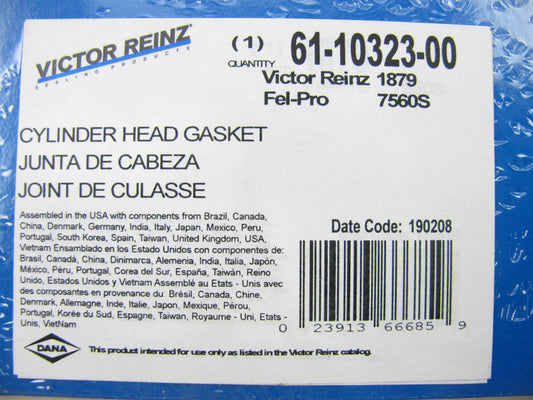 VICTOR REINZ®
SEALING PRODUCTS
(1) 61-10323-00
QUANTITY
Victor Reinz 1879
Fel-Pro 7560S
CYLINDER HEAD GASKET
JUNTA DE CABEZA
JOINT DE CULASSE
Assembled in the USA with components from Brazil, Canada,
China, Denmark, Germany, India, Italy, Japan, Mexico, Peru,
Portugal, South Korea, Spain, Taiwan, United Kingdom, USA,
Vietnam Ensamblado en los Estado Unidos con componentes de:
Brasil, Canadá, China, Dinimarca, Alemenia, India, Italia, Japón,
México, Péru, Portugal, Corea del Sur, España, Taiwán, Reino
Unido, Estados Unidos y Vietnam Assemblé au Etats - Unis avec
des composantes en provenance du: Brésil, Canada, Chine,
Denmark, Allemagne, Inde, Italie, Japon, Mexique, Pérou,
Portugal, Korée du Sud, Espagne, Taiwan, Royaume - Uni, Etats -
Unis, VietNam
Date Code: 190208
0 23913 66685 9
DANA
This product intended for use only as listed in the Victor Reinz catalog.